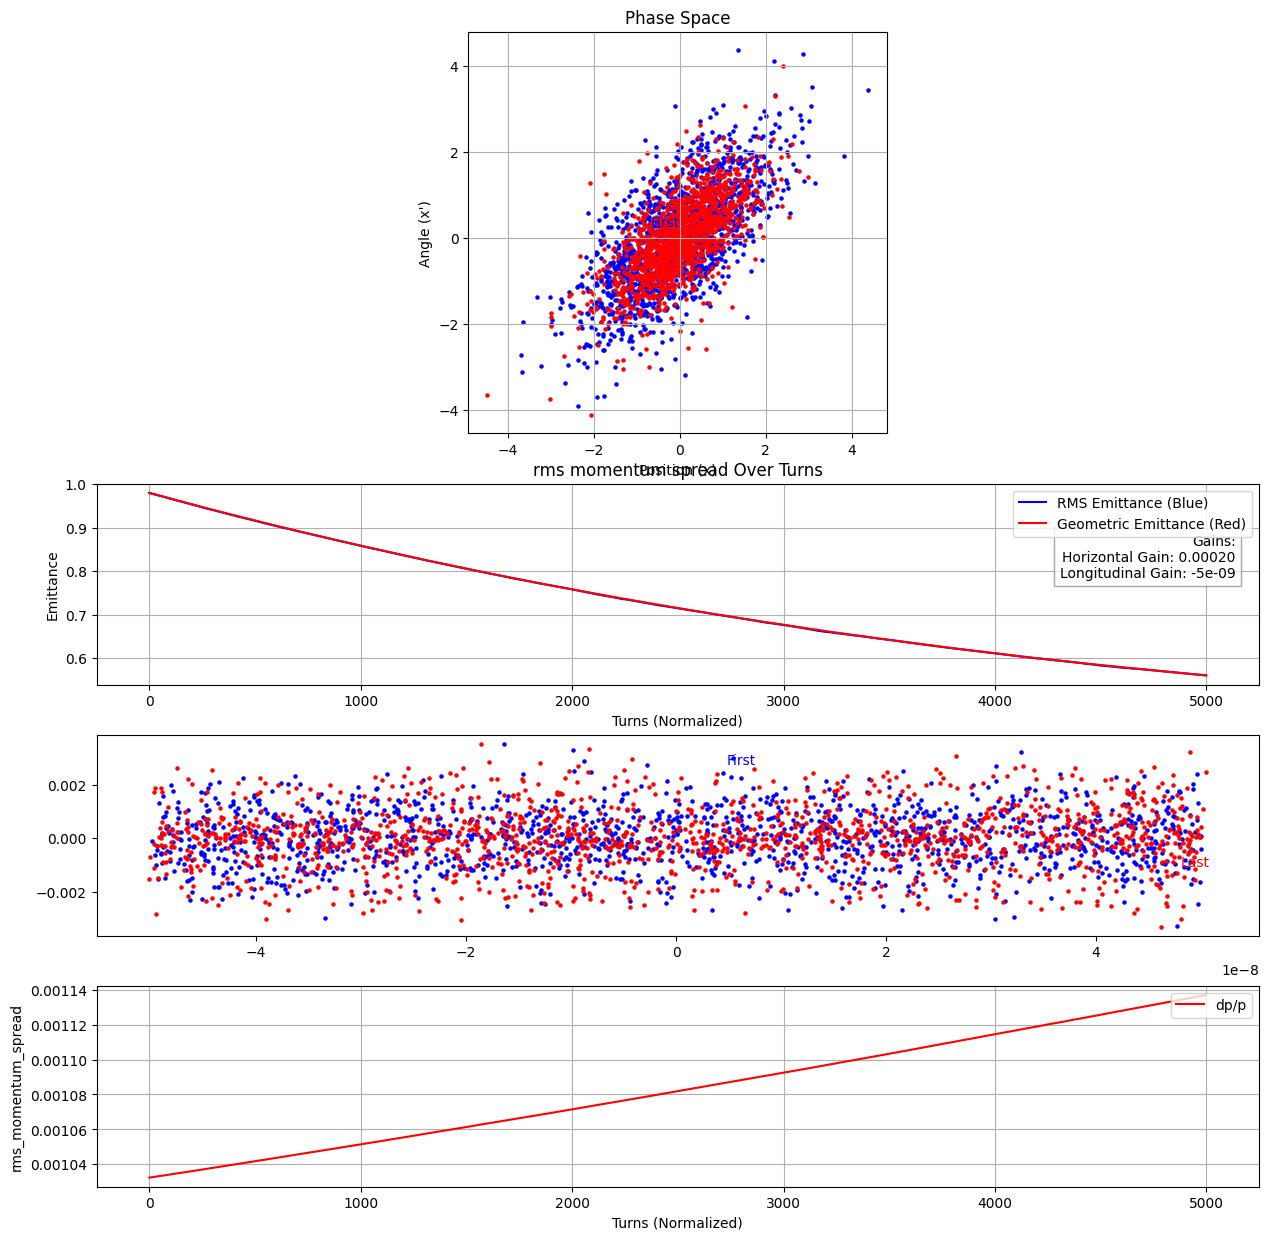 Phase Space
4
2
0
−2
−4
Angle (x')
First
−4
−2
0
2
4
Position (x)
rms momentum spread Over Turns
1.0
0.9
0.8
0.7
0.6
Emittance
RMS Emittance (Blue)
Geometric Emittance (Red)
Gains:
Horizontal Gain: 0.00020
Longitudinal Gain: -5e-09
0
1000
2000
3000
4000
5000
Turns (Normalized)
First
0.002
0.000
−0.002
Last
−4
−2
0
2
4
1e−8
0.00114
0.00112
0.00110
0.00108
0.00106
0.00104
rms_momentum_spread
dp/p
0
1000
2000
3000
4000
5000
Turns (Normalized)